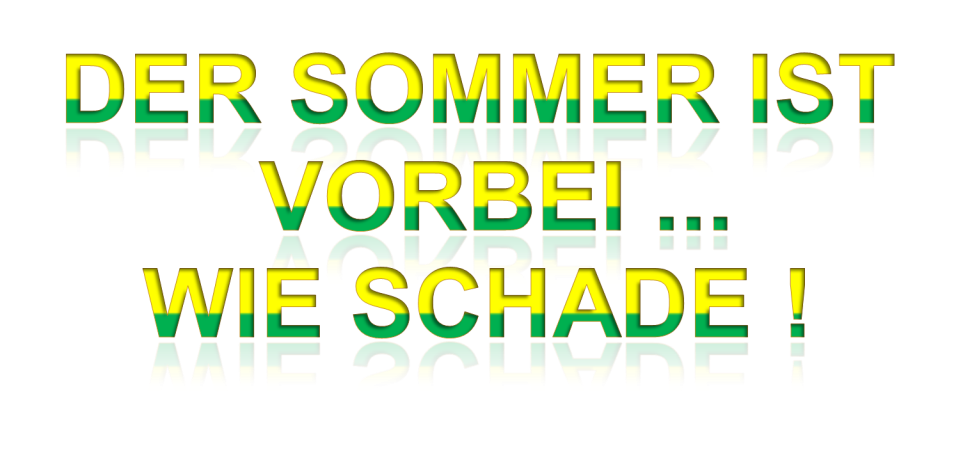 DER SOMMER IST
VORBEI ...
WIE SCHADE !